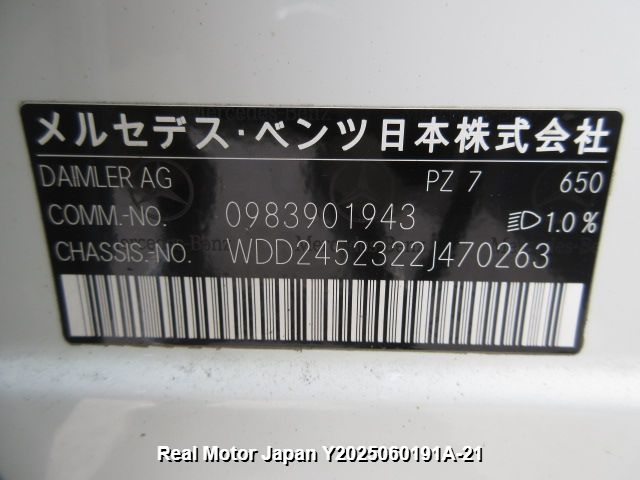 メルセデス・ベンツ日本株式会社
DAIMLER AG PZ 7 650
COMM.-NO. 0983901943 1.0%
CHASSIS.-NO. WDD2452322J470263
Real Motor Japan Y2025060191A-21